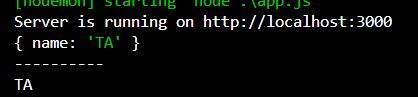 [nodemon] starting `node .\app.js`
Server is running on http://localhost:3000
{ name: 'TA' }
----------
TA